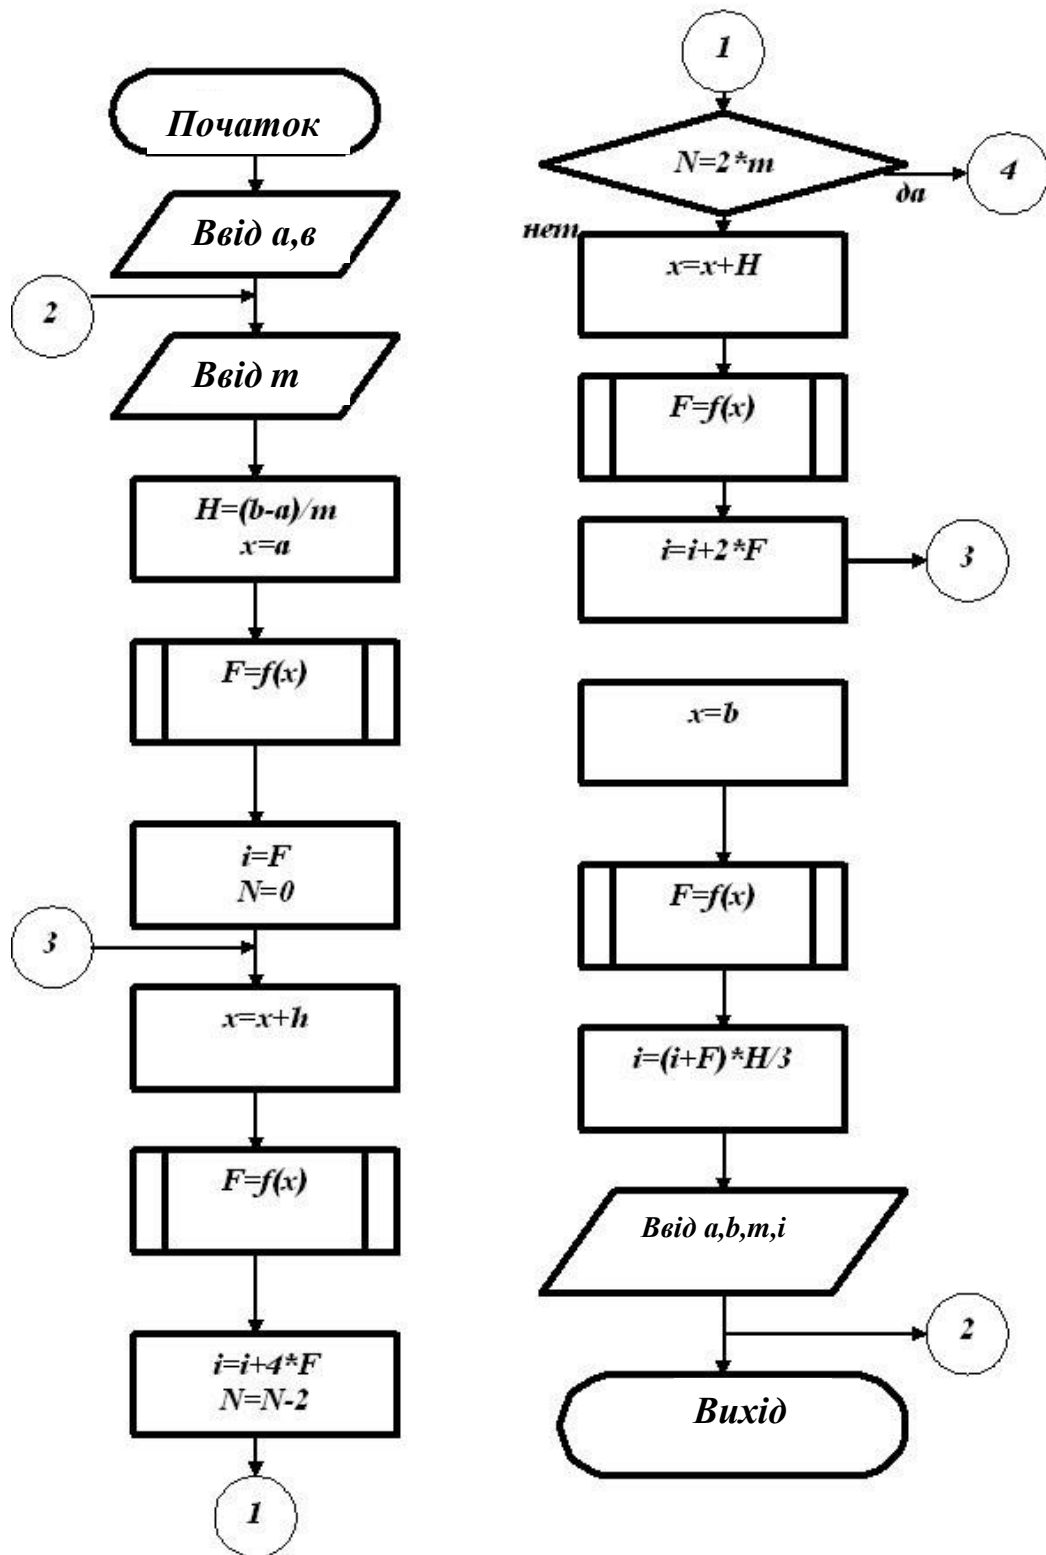 Початок
Ввід а,в
2
Ввід m
H=(b-a)/m
x=a
F=f(x)
i=F
N=0
3
x=x+h
F=f(x)
i=i+4*F
N=N-2
1
1
N=2*m
да
4
нет
x=x+H
F=f(x)
i=i+2*F
3
x=b
F=f(x)
i=(i+F)*H/3
Ввід a,b,m,i
2
Вихід